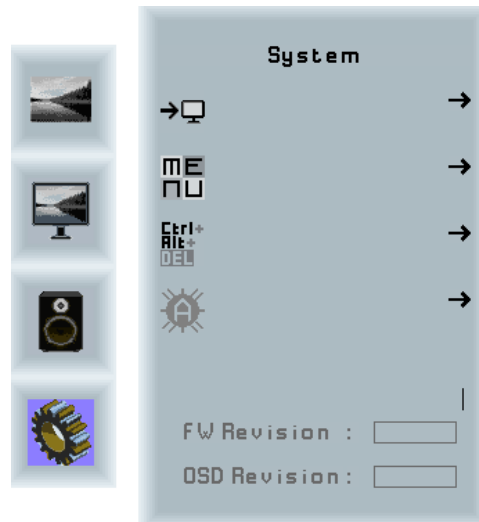 System
ME
NU
Ctrl+
Alt+
DEL
A
FW Revision :
OSD Revision :